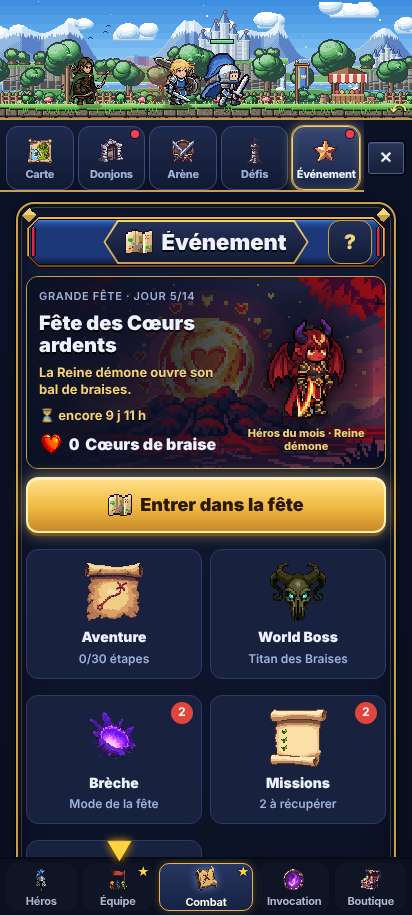 Carte
Donjons
Arène
Défis
Événement
×
Événement
?
GRANDE FÊTE · JOUR 5/14
Fête des Cœurs
ardents
La Reine démone ouvre son
bal de braises.
⏳ encore 9 j 11 h
0 Cœurs de braise
Héros du mois · Reine
démone
Entrer dans la fête
Aventure
0/30 étapes
World Boss
Titan des Braises
2
Brèche
Mode de la fête
2
Missions
2 à récupérer
Héros
Équipe
Combat
Invocation
Boutique